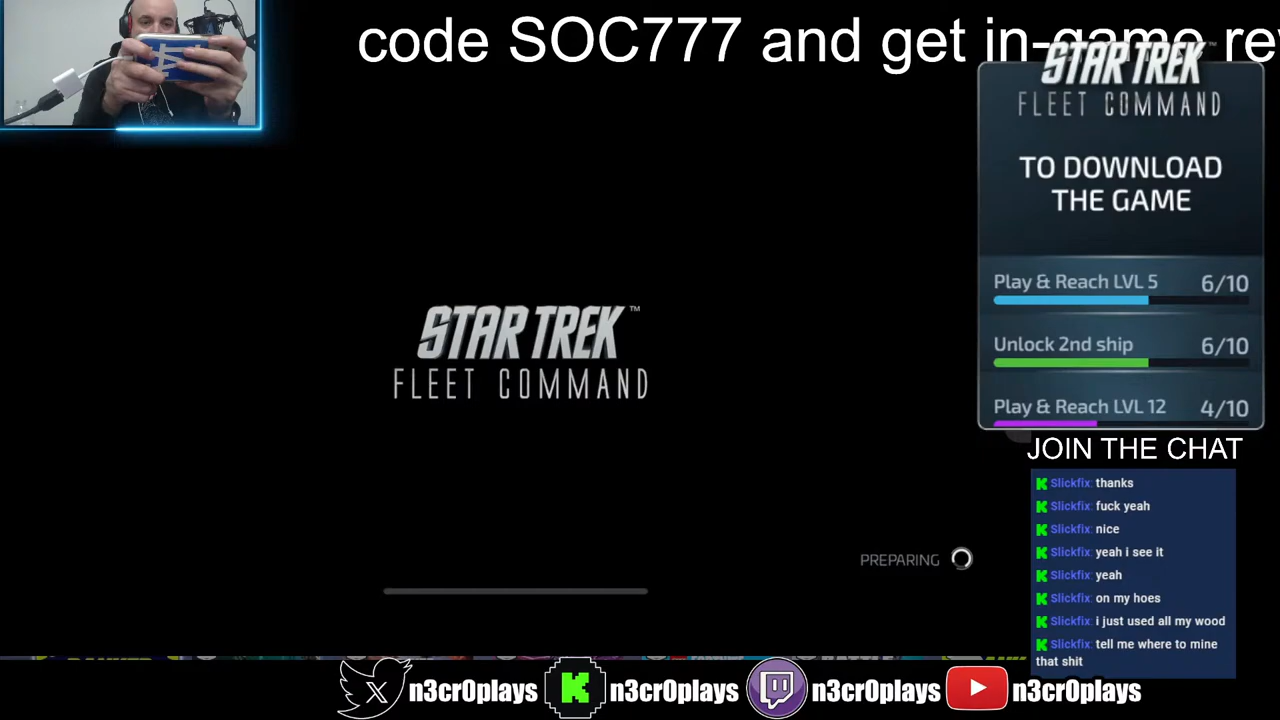 code SOC777 and get in-game re
STAR TREK™
FLEET COMMAND
TO DOWNLOAD
THE GAME
Play & Reach LVL 5 6/10
Unlock 2nd ship 6/10
Play & Reach LVL 12 4/10
STAR TREK™
FLEET COMMAND
PREPARING
JOIN THE CHAT
Slickfix: thanks
Slickfix: fuck yeah
Slickfix: nice
Slickfix: yeah i see it
Slickfix: yeah
Slickfix: on my hoes
Slickfix: i just used all my wood
Slickfix: tell me where to mine
that shit
n3cr0plays n3cr0plays n3cr0plays n3cr0plays